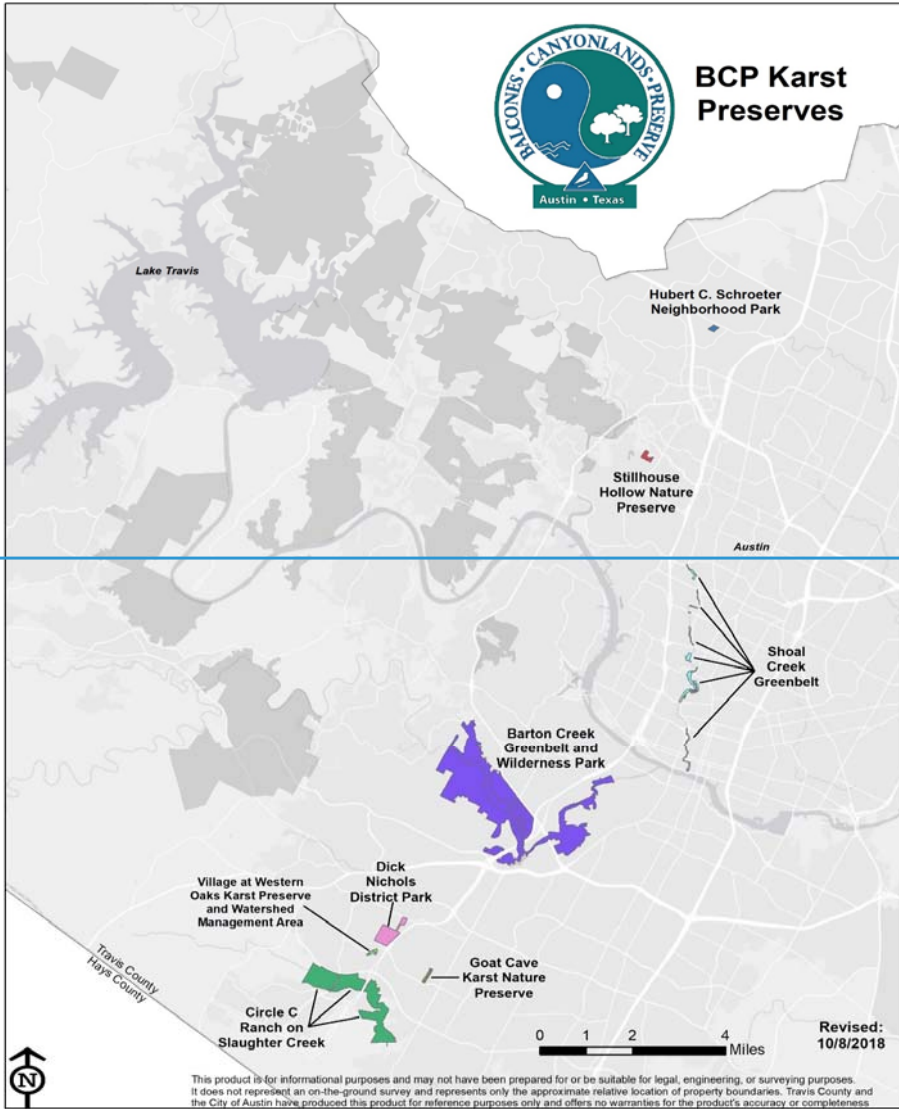 BALCONES • CANYONLANDS • PRESERVE
Austin • Texas
BCP Karst
Preserves
Lake Travis
Hubert C. Schroeter
Neighborhood Park
Stillhouse
Hollow Nature
Preserve
Austin
Shoal
Creek
Greenbelt
Barton Creek
Greenbelt and
Wilderness Park
Dick
Nichols
District Park
Village at Western
Oaks Karst Preserve
and Watershed
Management Area
Goat Cave
Karst Nature
Preserve
Travis County
Hays County
Circle C
Ranch on
Slaughter Creek
0 1 2 4
Miles
Revised:
10/8/2018
N
This product is for informational purposes and may not have been prepared for or be suitable for legal, engineering, or surveying purposes.
It does not represent an on-the-ground survey and represents only the approximate relative location of property boundaries. Travis County and
the City of Austin have produced this product for reference purposes only and offers no warranties for the product's accuracy or completeness